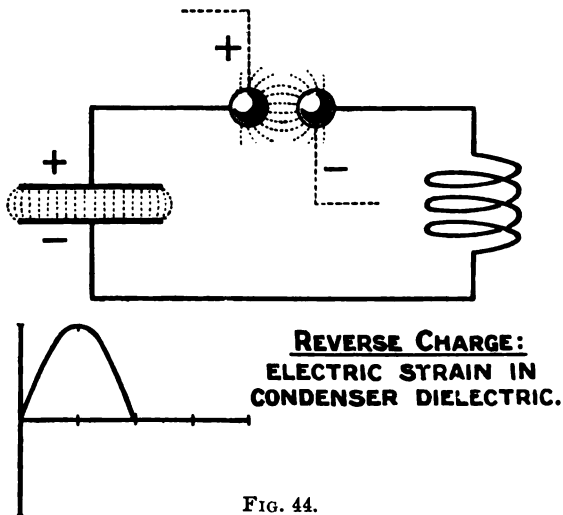 +
-
+
-
REVERSE CHARGE:
ELECTRIC STRAIN IN
CONDENSER DIELECTRIC.
FIG. 44.